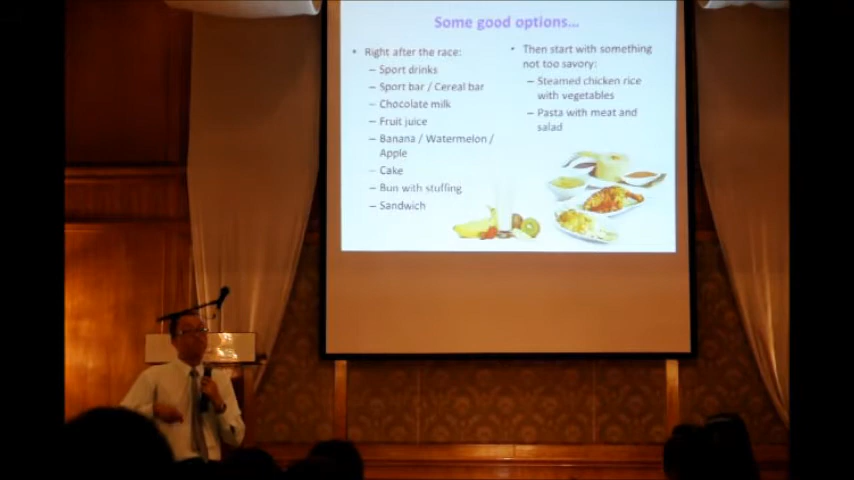 Some good options...
• Right after the race:
– Sport drinks
– Sport bar / Cereal bar
– Chocolate milk
– Fruit juice
– Banana / Watermelon /
Apple
– Cake
– Bun with stuffing
– Sandwich
• Then start with something
not too savory:
– Steamed chicken rice
with vegetables
– Pasta with meat and
salad